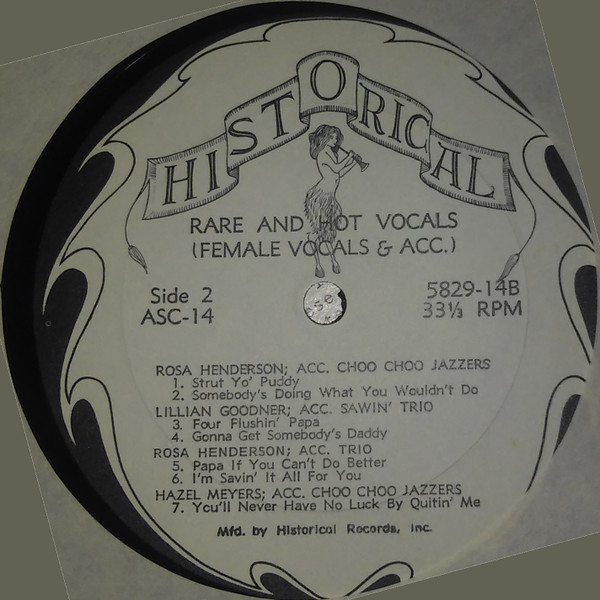 HISTORICAL
RARE AND HOT VOCALS
(FEMALE VOCALS & ACC.)
Side 2
ASC-14
5829-14B
33⅓ RPM
ROSA HENDERSON; ACC. CHOO CHOO JAZZERS
1. Strut Yo' Puddy
2. Somebody's Doing What You Wouldn't Do
LILLIAN GOODNER; ACC. SAWIN' TRIO
3. Four Flushin' Papa
4. Gonna Get Somebody's Daddy
ROSA HENDERSON; ACC. TRIO
5. Papa If You Can't Do Better
6. I'm Savin' It All For You
HAZEL MEYERS; ACC. CHOO CHOO JAZZERS
7. You'll Never Have No Luck By Quitin' Me
Mfd. by Historical Records, Inc.